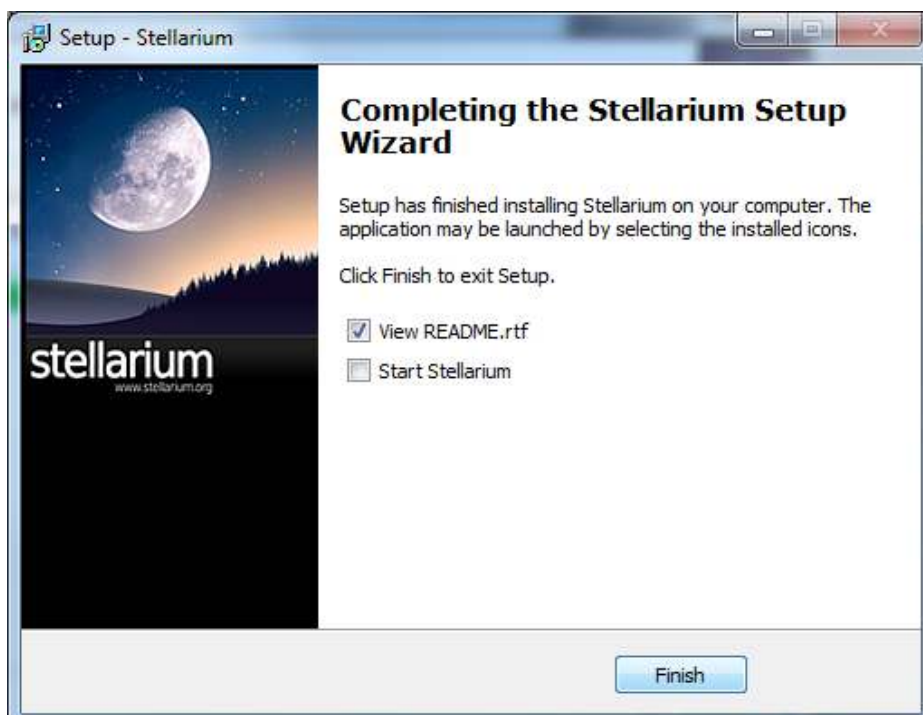 Setup - Stellarium
Completing the Stellarium Setup
Wizard
Setup has finished installing Stellarium on your computer. The
application may be launched by selecting the installed icons.
Click Finish to exit Setup.
View README.rtf
Start Stellarium
stellarium
www.stellarium.org
Finish